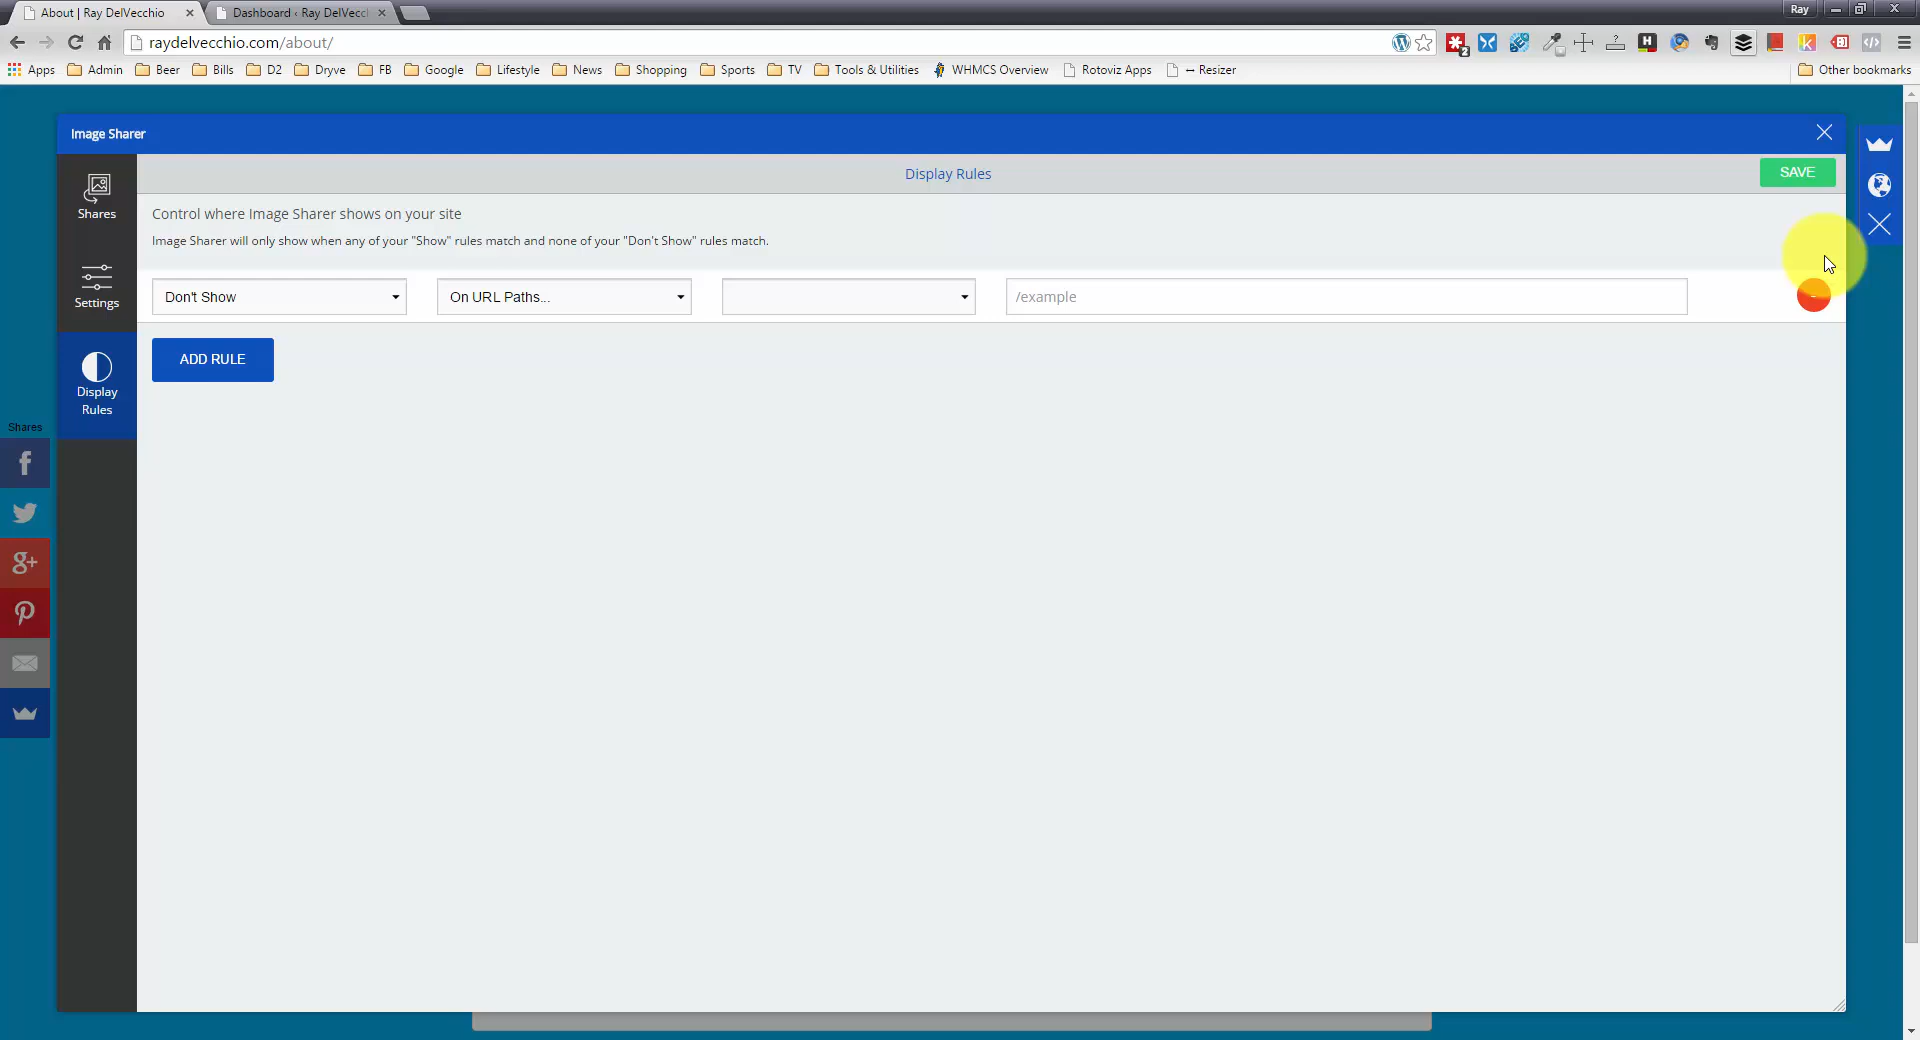 About | Ray DelVecchio
Dashboard ‹ Ray DelVecc
Ray
raydelvecchio.com/about/
2
Apps Admin Beer Bills D2 Dryve FB Google Lifestyle News Shopping Sports TV Tools & Utilities WHMCS Overview Rotoviz Apps ↔ Resizer Other bookmarks
Image Sharer
Display Rules
SAVE
Shares
Control where Image Sharer shows on your site
Image Sharer will only show when any of your "Show" rules match and none of your "Don't Show" rules match.
Settings
Don't Show
On URL Paths...
/example
ADD RULE
Display
Rules
Shares